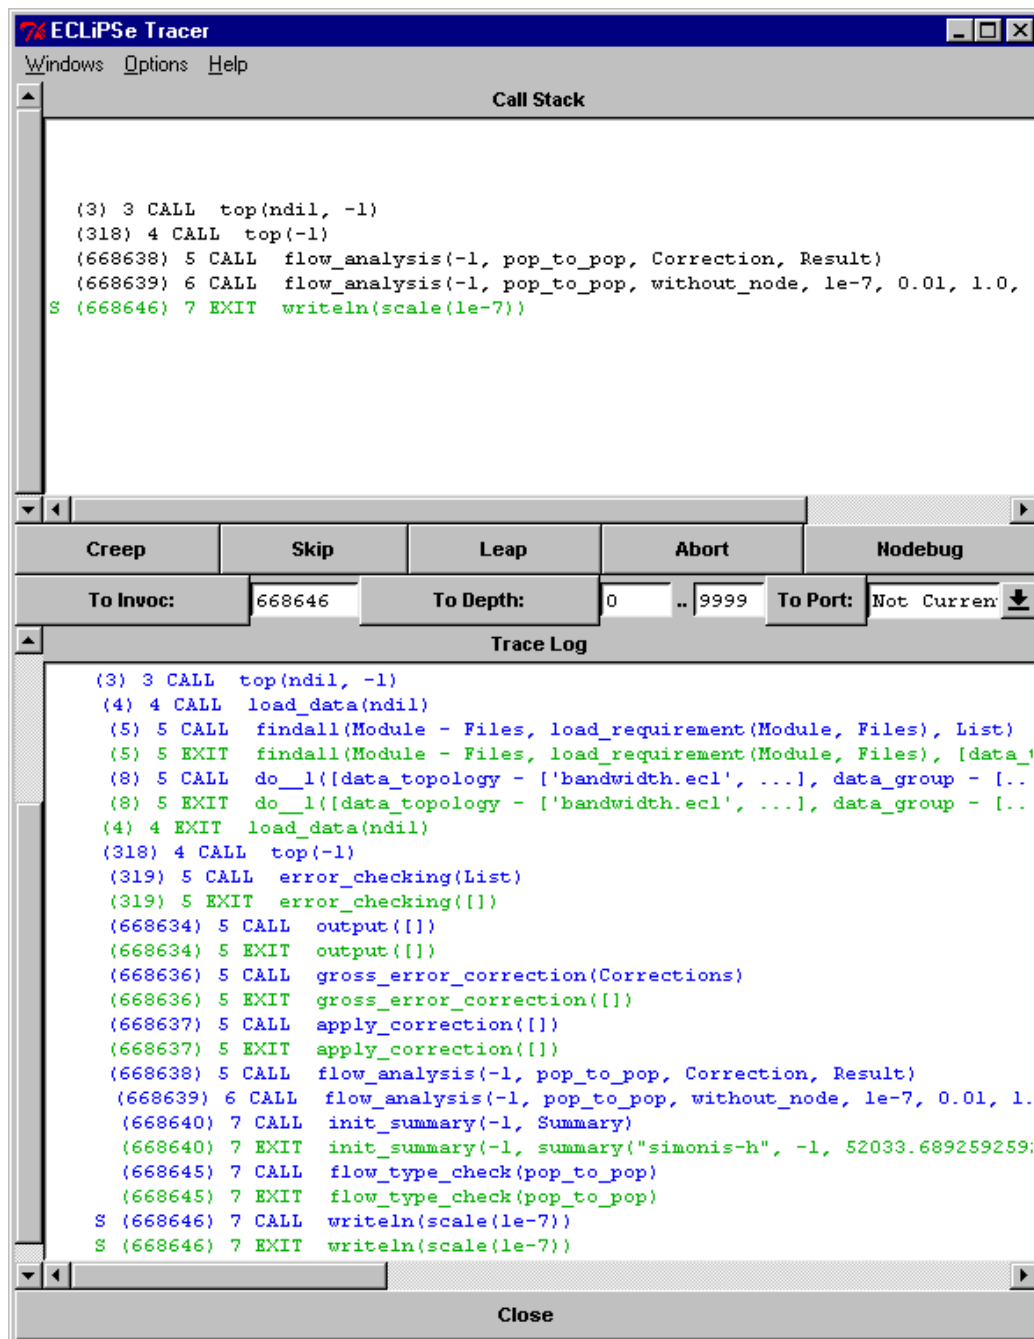 ECLiPSe Tracer
Windows Options Help
Call Stack
(3) 3 CALL top(ndil, -1)
(318) 4 CALL top(-1)
(668638) 5 CALL flow_analysis(-1, pop_to_pop, Correction, Result)
(668639) 6 CALL flow_analysis(-1, pop_to_pop, without_node, 1e-7, 0.01, 1.0,
S (668646) 7 EXIT writeln(scale(1e-7))
Creep Skip Leap Abort Nodebug
To Invoc: 668646 To Depth: 0 .. 9999 To Port: Not Curren
Trace Log
(3) 3 CALL top(ndil, -1)
(4) 4 CALL load_data(ndil)
(5) 5 CALL findall(Module - Files, load_requirement(Module, Files), List)
(5) 5 EXIT findall(Module - Files, load_requirement(Module, Files), [data_
(8) 5 CALL do__1([data_topology - ['bandwidth.ecl', ...], data_group - [..
(8) 5 EXIT do__1([data_topology - ['bandwidth.ecl', ...], data_group - [..
(4) 4 EXIT load_data(ndil)
(318) 4 CALL top(-1)
(319) 5 CALL error_checking(List)
(319) 5 EXIT error_checking([])
(668634) 5 CALL output([])
(668634) 5 EXIT output([])
(668636) 5 CALL gross_error_correction(Corrections)
(668636) 5 EXIT gross_error_correction([])
(668637) 5 CALL apply_correction([])
(668637) 5 EXIT apply_correction([])
(668638) 5 CALL flow_analysis(-1, pop_to_pop, Correction, Result)
(668639) 6 CALL flow_analysis(-1, pop_to_pop, without_node, 1e-7, 0.01, 1.
(668640) 7 CALL init_summary(-1, Summary)
(668640) 7 EXIT init_summary(-1, summary("simonis-h", -1, 52033.689259259
(668645) 7 CALL flow_type_check(pop_to_pop)
(668645) 7 EXIT flow_type_check(pop_to_pop)
S (668646) 7 CALL writeln(scale(1e-7))
S (668646) 7 EXIT writeln(scale(1e-7))
Close